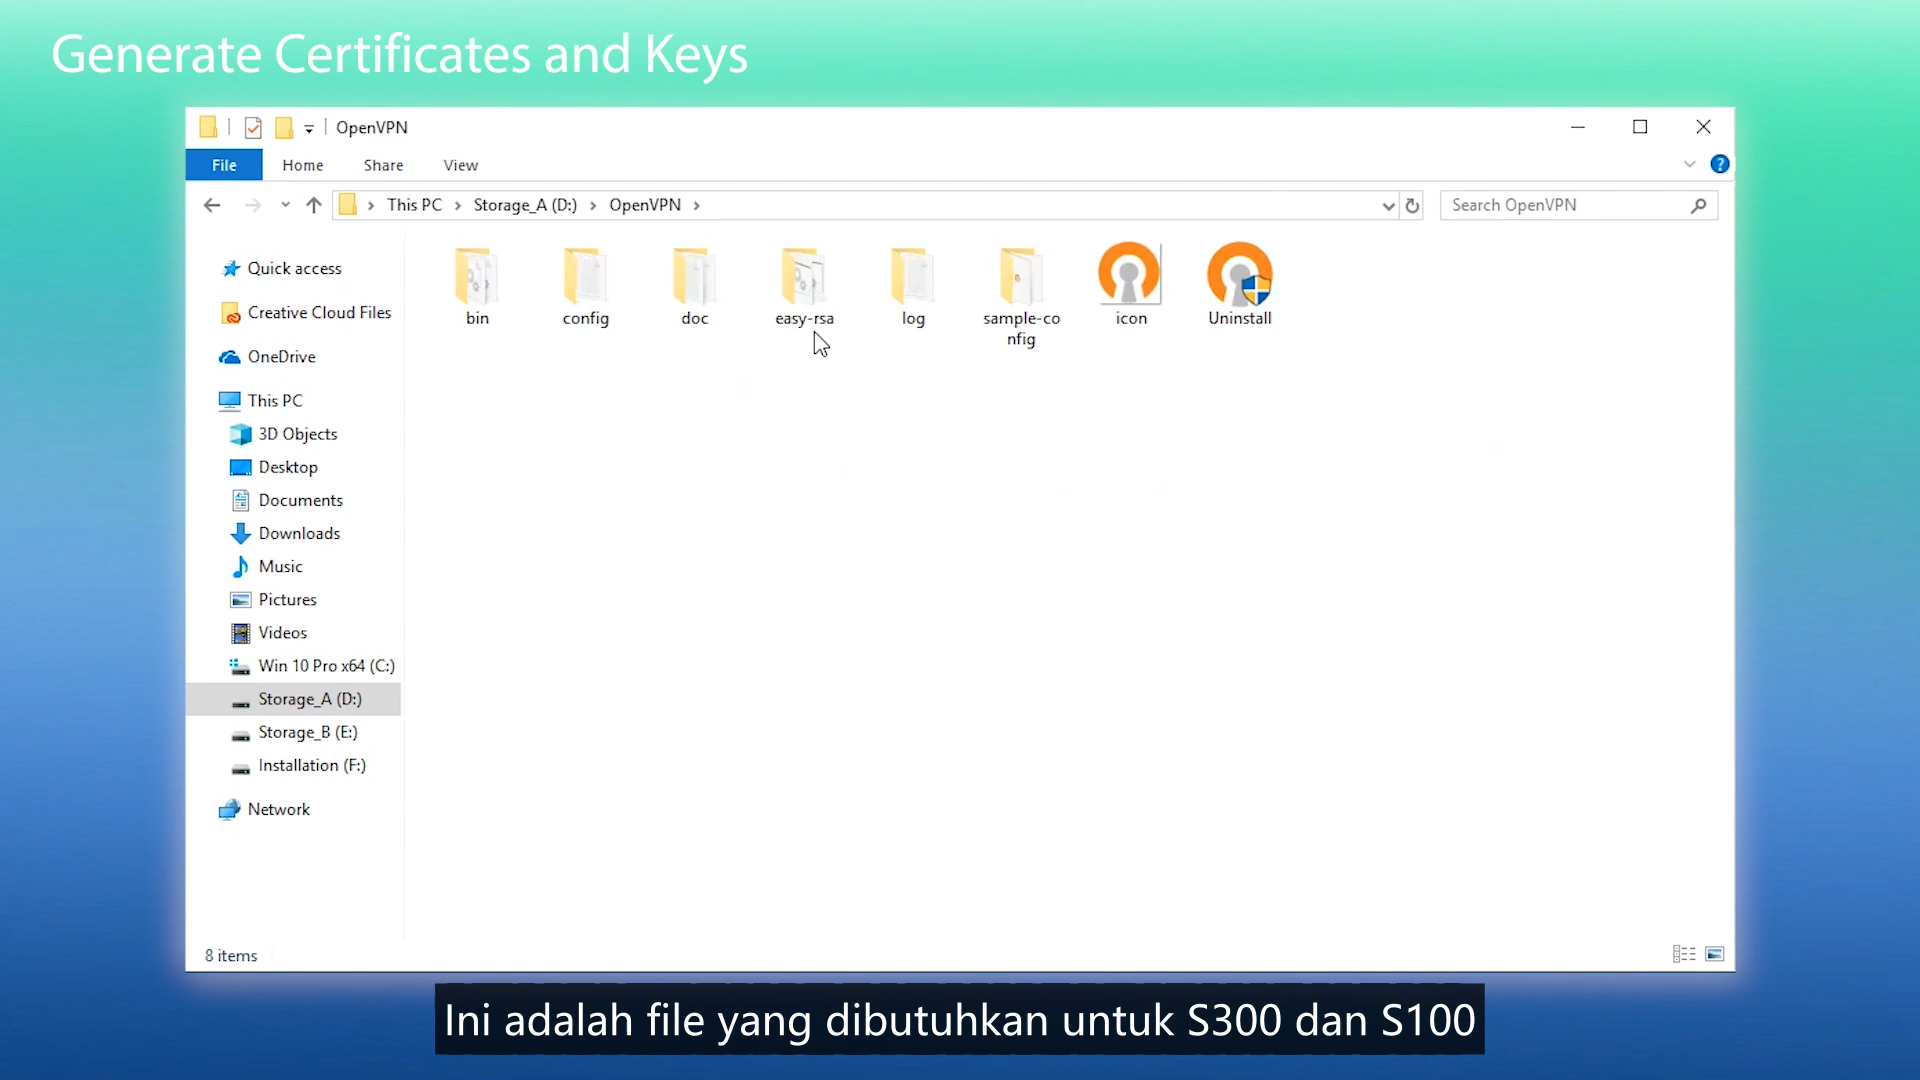 Generate Certificates and Keys
OpenVPN
File Home Share View
This PC Storage_A (D:) OpenVPN
Search OpenVPN
Quick access
Creative Cloud Files
OneDrive
This PC
3D Objects
Desktop
Documents
Downloads
Music
Pictures
Videos
Win 10 Pro x64 (C:)
Storage_A (D:)
Storage_B (E:)
Installation (F:)
Network
bin
config
doc
easy-rsa
log
sample-co
nfig
icon
Uninstall
8 items
Ini adalah file yang dibutuhkan untuk S300 dan S100